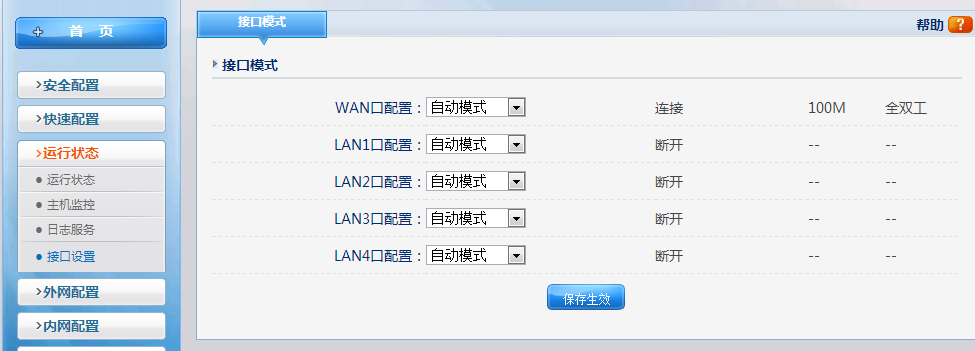 首 页
>安全配置
>快速配置
>运行状态
● 运行状态
● 主机监控
● 日志服务
● 接口设置
>外网配置
>内网配置
接口模式
帮助 ?
接口模式
WAN口配置： 自动模式 连接 100M 全双工
LAN1口配置： 自动模式 断开 -- --
LAN2口配置： 自动模式 断开 -- --
LAN3口配置： 自动模式 断开 -- --
LAN4口配置： 自动模式 断开 -- --
保存生效